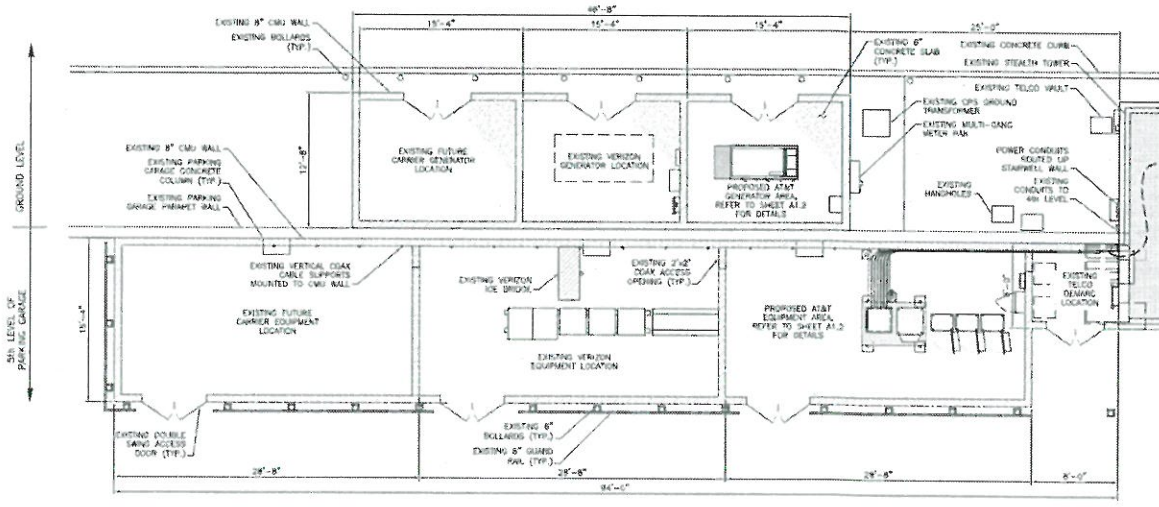 46'-8"
15'-4"
15'-4"
15'-4"
25'-0"
EXISTING 8" CMU WALL
EXISTING BOLLARDS
(TYP.)
EXISTING 6"
CONCRETE SLAB
(TYP.)
EXISTING CONCRETE CURB
EXISTING STEALTH TOWER
EXISTING TELCO VAULT
EXISTING CPS GROUND
TRANSFORMER
EXISTING MULTI-GANG
METER RAK
POWER CONDUITS
ROUTED UP
STAIRWELL WALL
EXISTING
CONDUITS TO
4th LEVEL
EXISTING
HANDHOLES
GROUND LEVEL
12'-8"
EXISTING FUTURE
CARRIER GENERATOR
LOCATION
EXISTING VERIZON
GENERATOR LOCATION
PROPOSED AT&T
GENERATOR AREA,
REFER TO SHEET A1.2
FOR DETAILS
EXISTING 8" CMU WALL
EXISTING PARKING
GARAGE CONCRETE
COLUMN (TYP.)
EXISTING PARKING
GARAGE PARAPET WALL
5th LEVEL OF
PARKING GARAGE
15'-4"
EXISTING VERTICAL COAX
CABLE SUPPORTS
MOUNTED TO CMU WALL
EXISTING FUTURE
CARRIER EQUIPMENT
LOCATION
EXISTING VERIZON
ICE BRIDGE
EXISTING 2'x2'
COAX ACCESS
OPENING (TYP.)
EXISTING VERIZON
EQUIPMENT LOCATION
PROPOSED AT&T
EQUIPMENT AREA,
REFER TO SHEET A1.2
FOR DETAILS
EXISTING
TELCO
DEMARC
LOCATION
EXISTING DOUBLE
SWING ACCESS
DOOR (TYP.)
EXISTING 6"
BOLLARDS (TYP.)
EXISTING 8" GUARD
RAIL (TYP.)
28'-8"
28'-8"
28'-8"
8'-0"
94'-0"